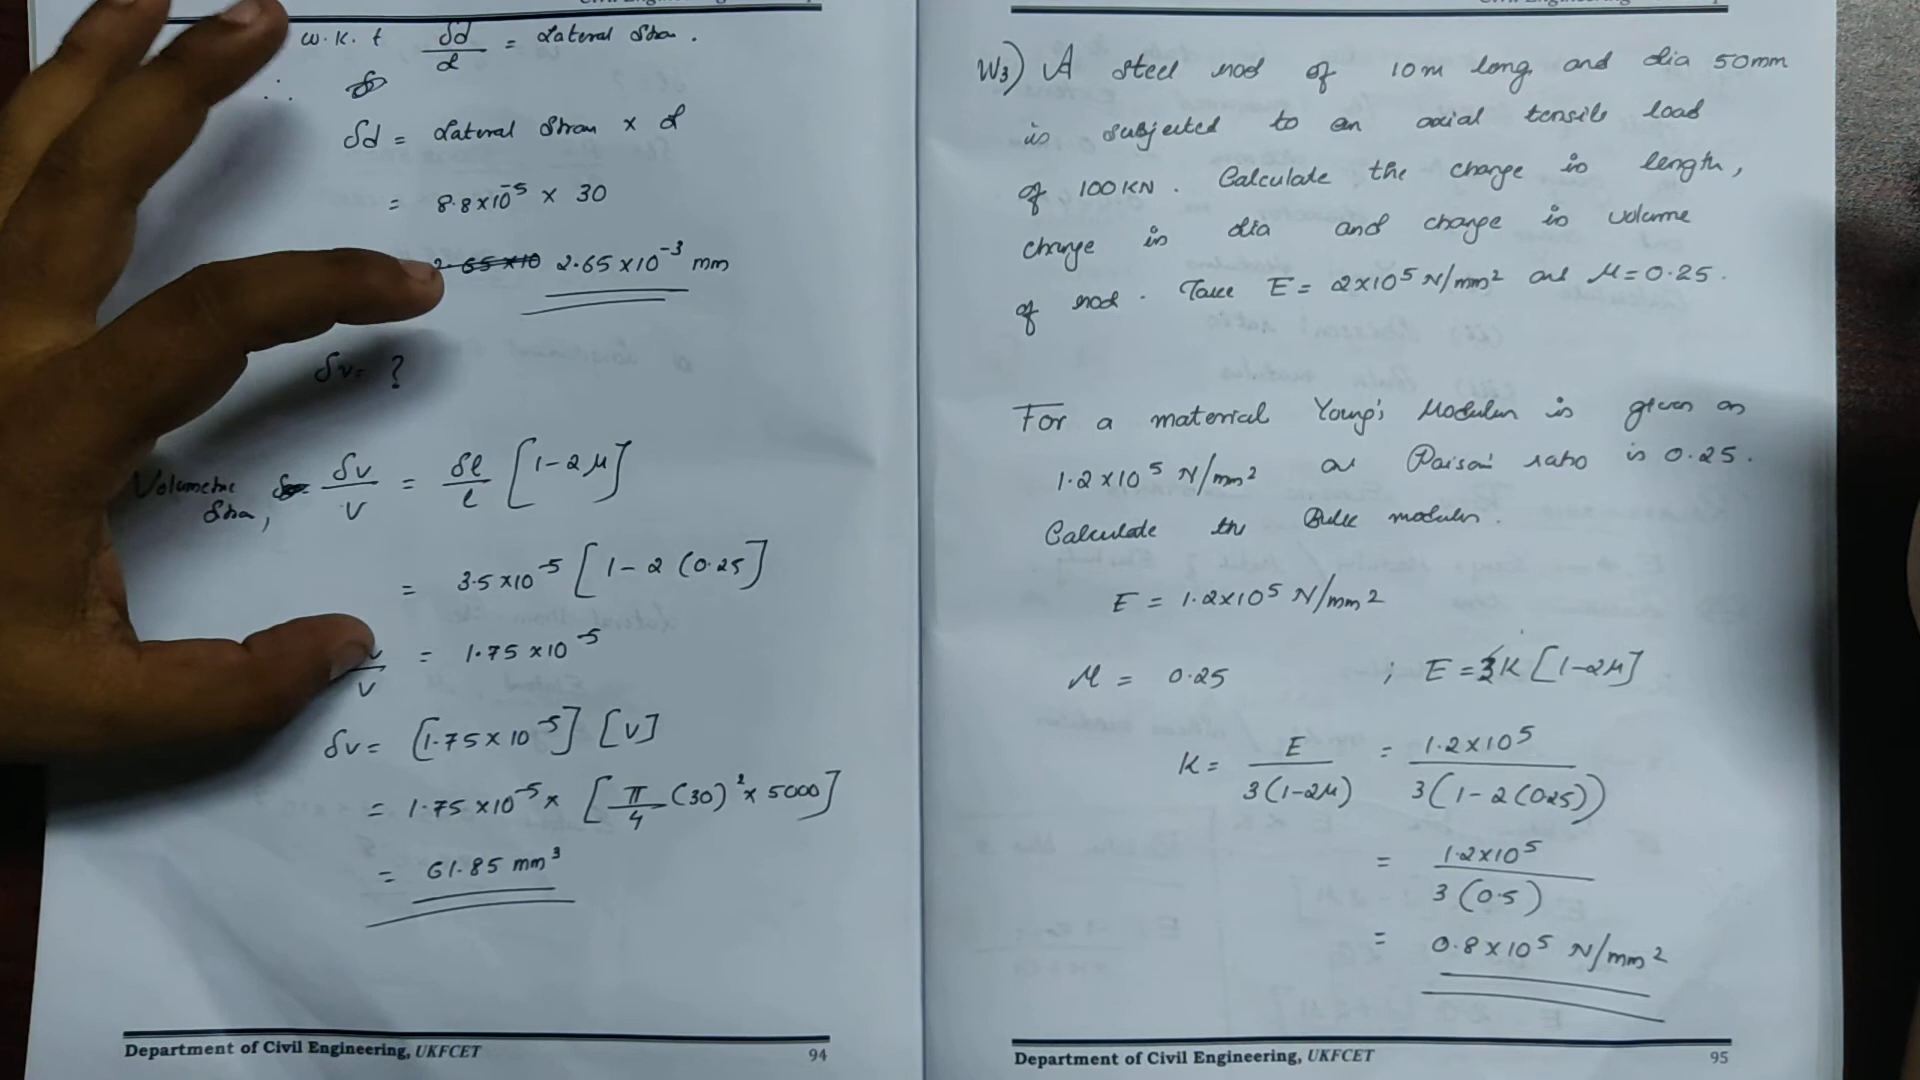 w.k.t δd/d = Lateral Stra.
∴
δd = Lateral Stran × d
= 8.8×10⁻⁵ × 30
2.65×10 2.65×10⁻³ mm
δv= ?
Volumetric Stra, δv/v = δl/l [1-2μ]
= 3.5×10⁻⁵ [1-2(0.25]
v = 1.75×10⁻⁵
δv= [1.75×10⁻⁵] [v]
= 1.75×10⁻⁵× [π/4 (30)²× 5000]
= 61.85 mm³
Department of Civil Engineering, UKFCET 94
W3) A steel rod of 10m long and dia 50mm
is subjected to an axial tensile load
of 100KN. Calculate the change in length,
change in dia and change in volume
of rod. Take E= 2×10⁵ N/mm² and μ=0.25.
For a material Young's Modulus is given as
1.2×10⁵ N/mm² and Poison ratio is 0.25.
Calculate the Bulk modulus.
E = 1.2×10⁵ N/mm²
μ = 0.25 ; E =3K [1-2μ]
K= E/3(1-2μ) = 1.2×10⁵/3(1-2(0.25))
= 1.2×10⁵/3(0.5)
= 0.8×10⁵ N/mm²
Department of Civil Engineering, UKFCET 95